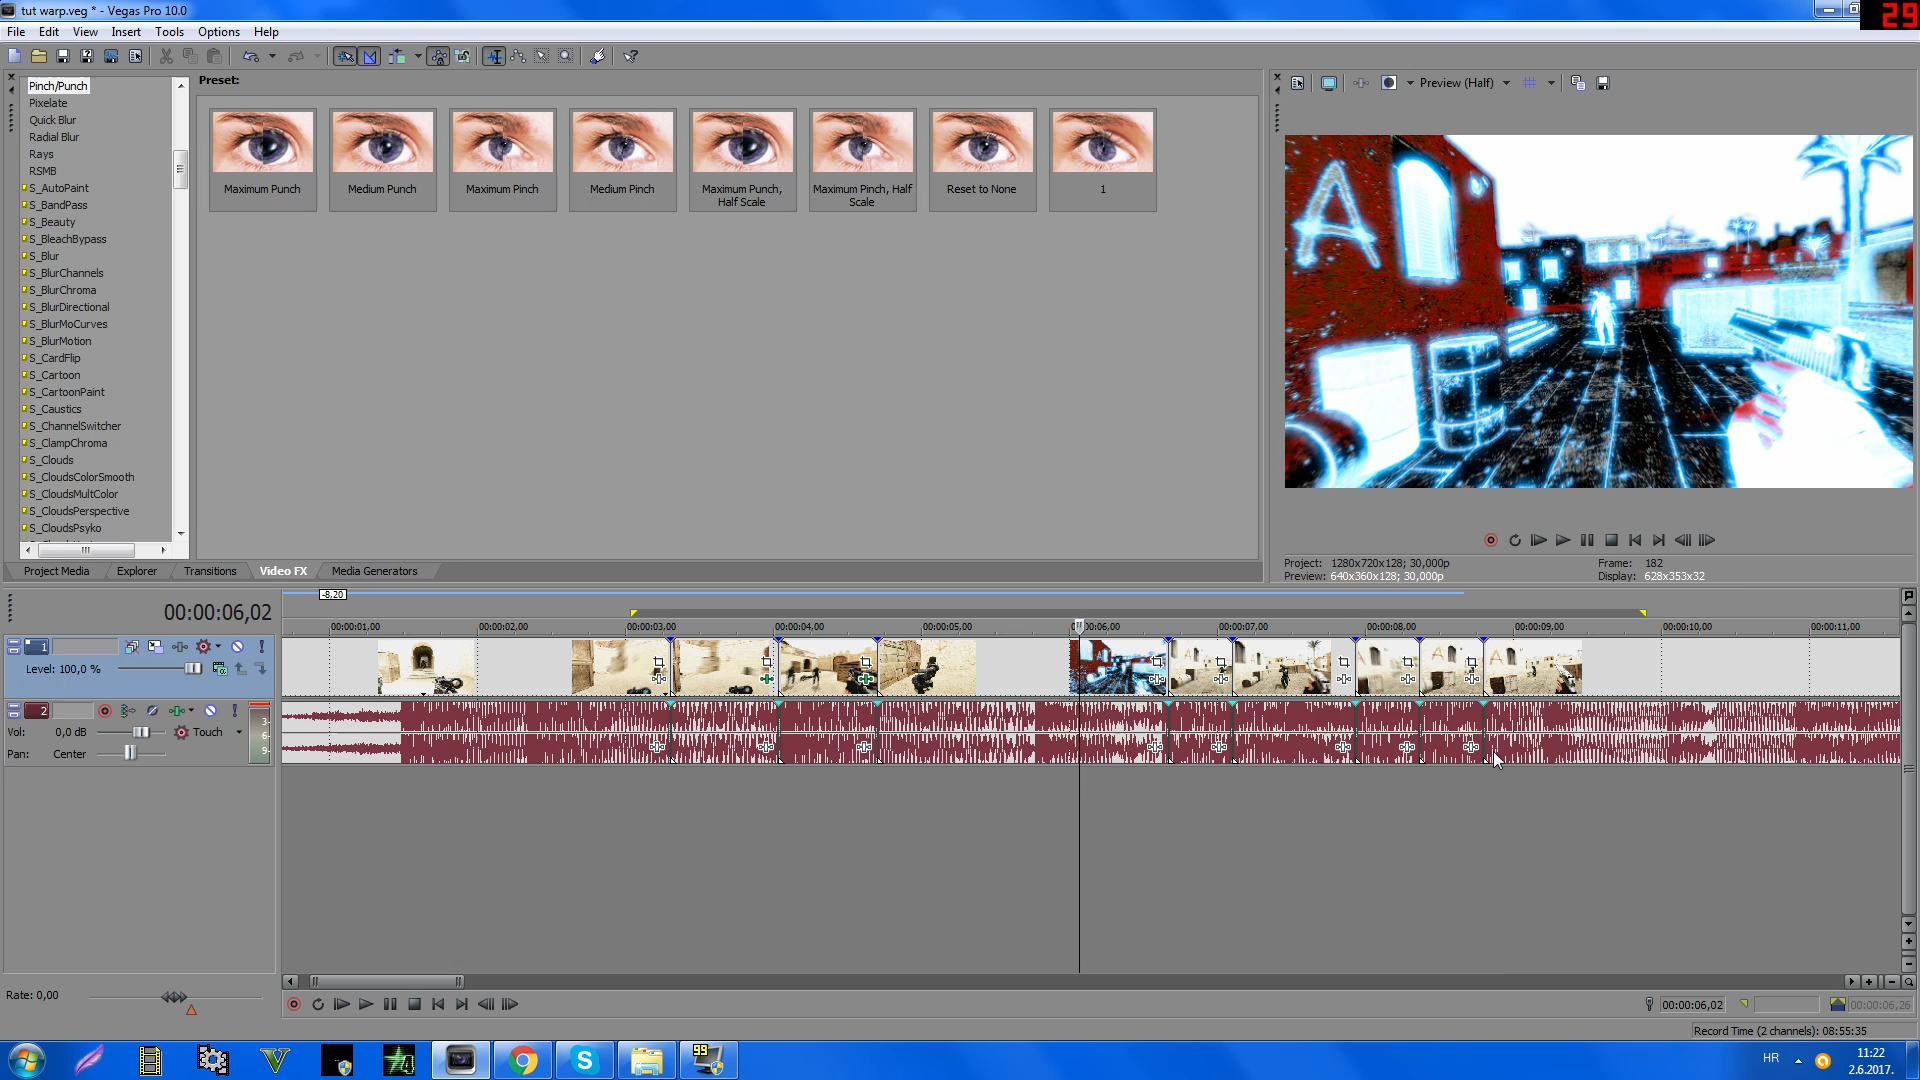 tut warp.veg * - Vegas Pro 10.0
29
File Edit View Insert Tools Options Help
Preset:
Preview (Half)
Pinch/Punch
Pixelate
Quick Blur
Radial Blur
Rays
RSMB
S_AutoPaint
S_BandPass
S_Beauty
S_BleachBypass
S_Blur
S_BlurChannels
S_BlurChroma
S_BlurDirectional
S_BlurMoCurves
S_BlurMotion
S_CardFlip
S_Cartoon
S_CartoonPaint
S_Caustics
S_ChannelSwitcher
S_ClampChroma
S_Clouds
S_CloudsColorSmooth
S_CloudsMultColor
S_CloudsPerspective
S_CloudsPsyko
Maximum Punch
Medium Punch
Maximum Pinch
Medium Pinch
Maximum Punch, Half Scale
Maximum Pinch, Half Scale
Reset to None
1
A
Project: 1280x720x128; 30,000p
Frame: 182
Preview: 640x360x128; 30,000p
Display: 628x353x32
Project Media Explorer Transitions Video FX Media Generators
-8,20
00:00:06,02
00:00:01,00 00:00:02,00 00:00:03,00 00:00:04,00 00:00:05,00 00:00:06,00 00:00:07,00 00:00:08,00 00:00:09,00 00:00:10,00 00:00:11,00
1
Level: 100,0 %
2
Vol: 0,0 dB Touch
Pan: Center
3-
6-
9-
Rate: 0,00
00:00:06,02
00:00:06,26
Record Time (2 channels): 08:55:35
99
HR
11:22
2.6.2017.